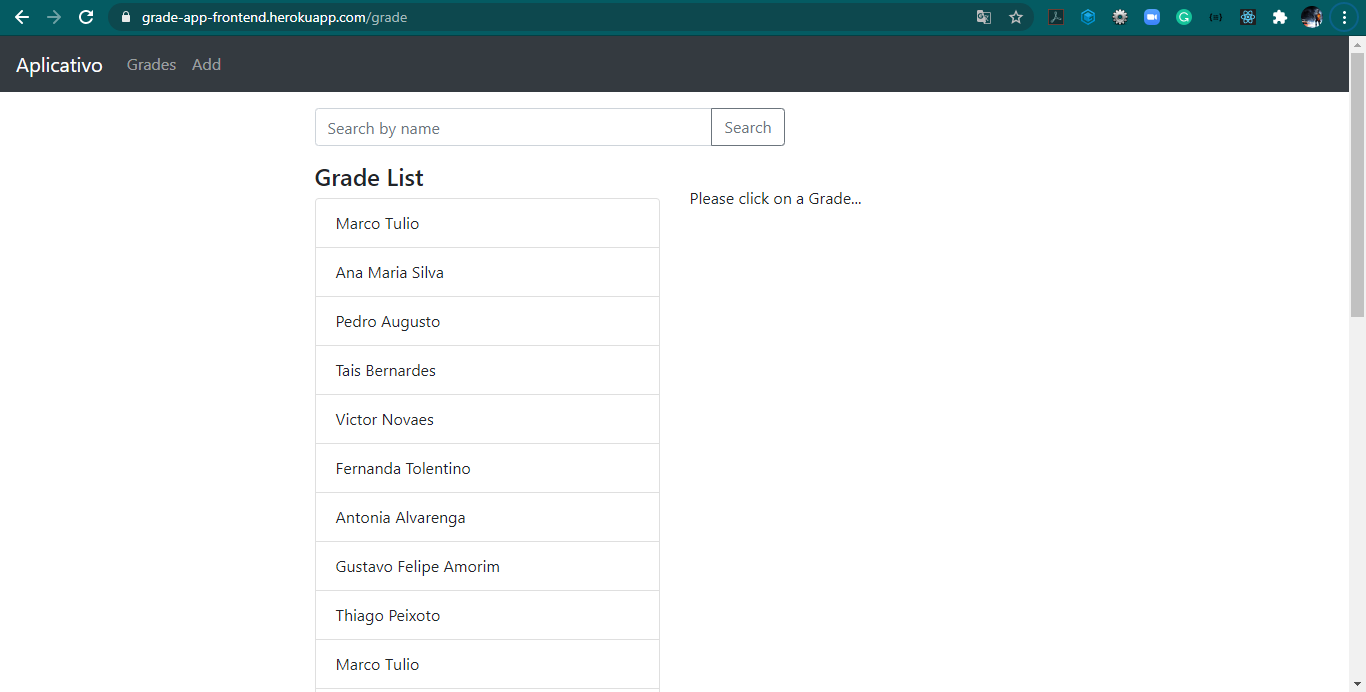 grade-app-frontend.herokuapp.com/grade
Aplicativo Grades Add
Search by name Search
Grade List
Please click on a Grade...
Marco Tulio
Ana Maria Silva
Pedro Augusto
Tais Bernardes
Victor Novaes
Fernanda Tolentino
Antonia Alvarenga
Gustavo Felipe Amorim
Thiago Peixoto
Marco Tulio